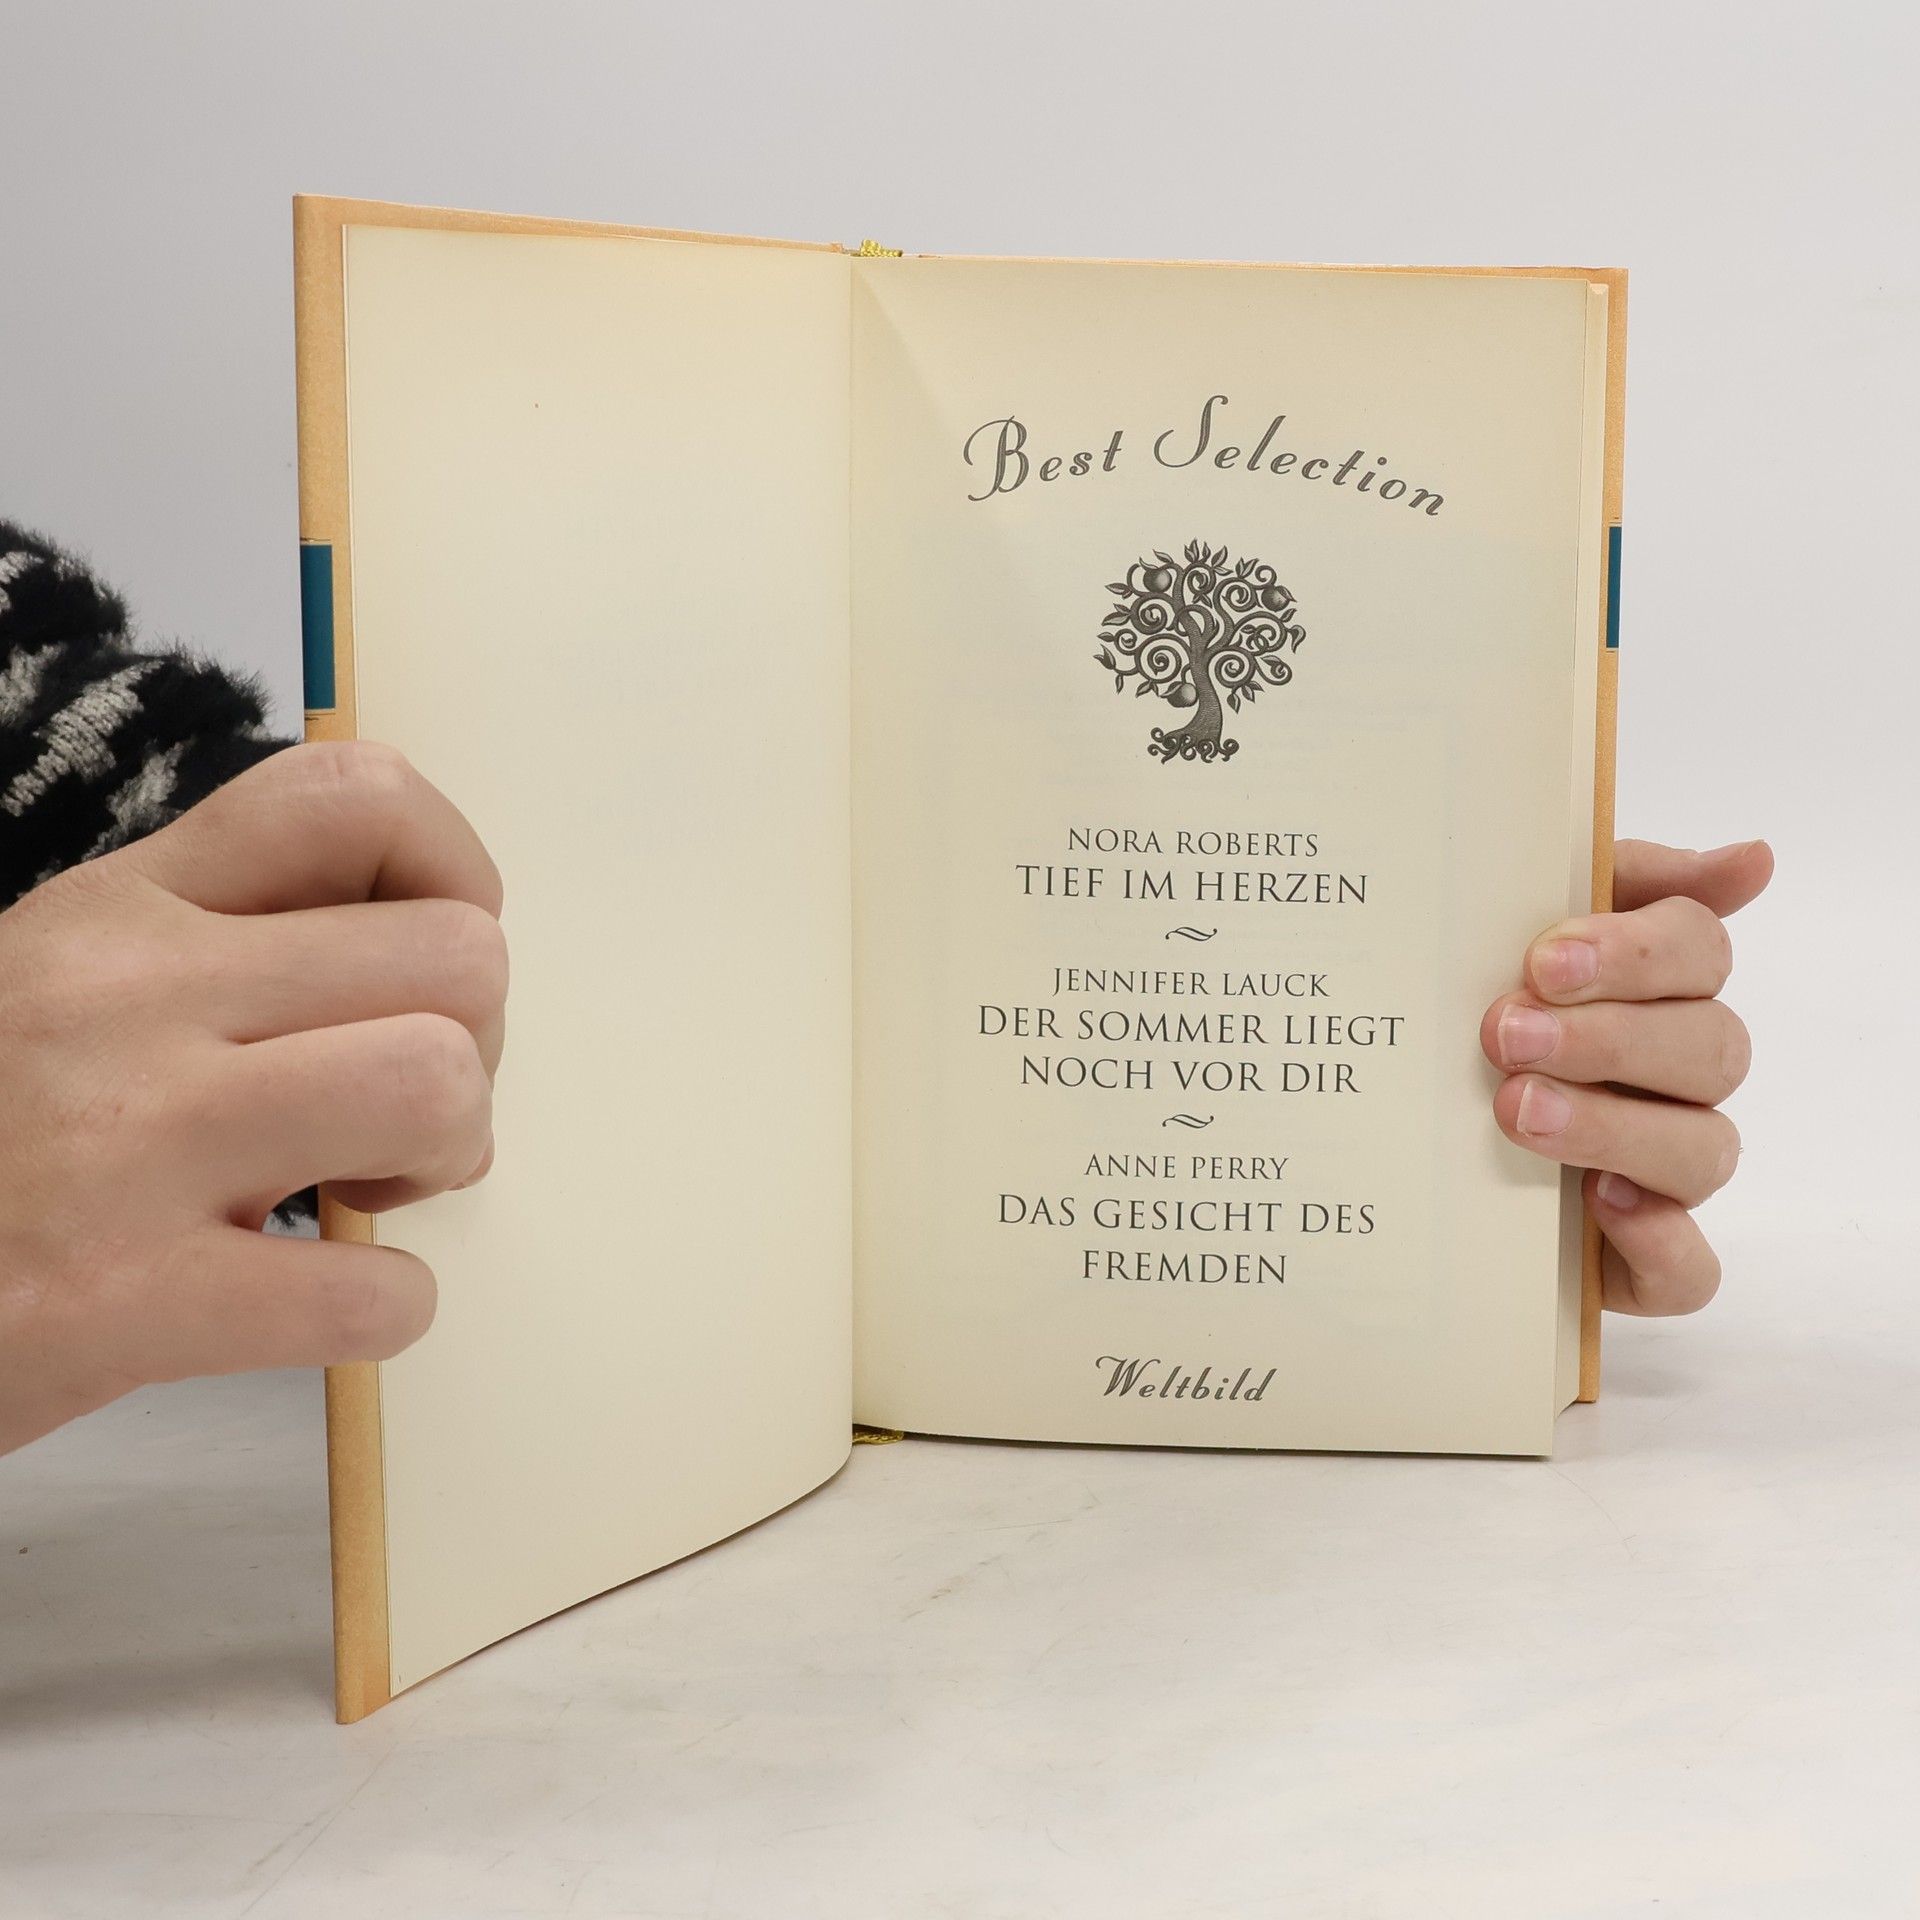 Best Selection
NORA ROBERTS
TIEF IM HERZEN
JENNIFER LAUCK
DER SOMMER LIEGT
NOCH VOR DIR
ANNE PERRY
DAS GESICHT DES
FREMDEN
Weltbild